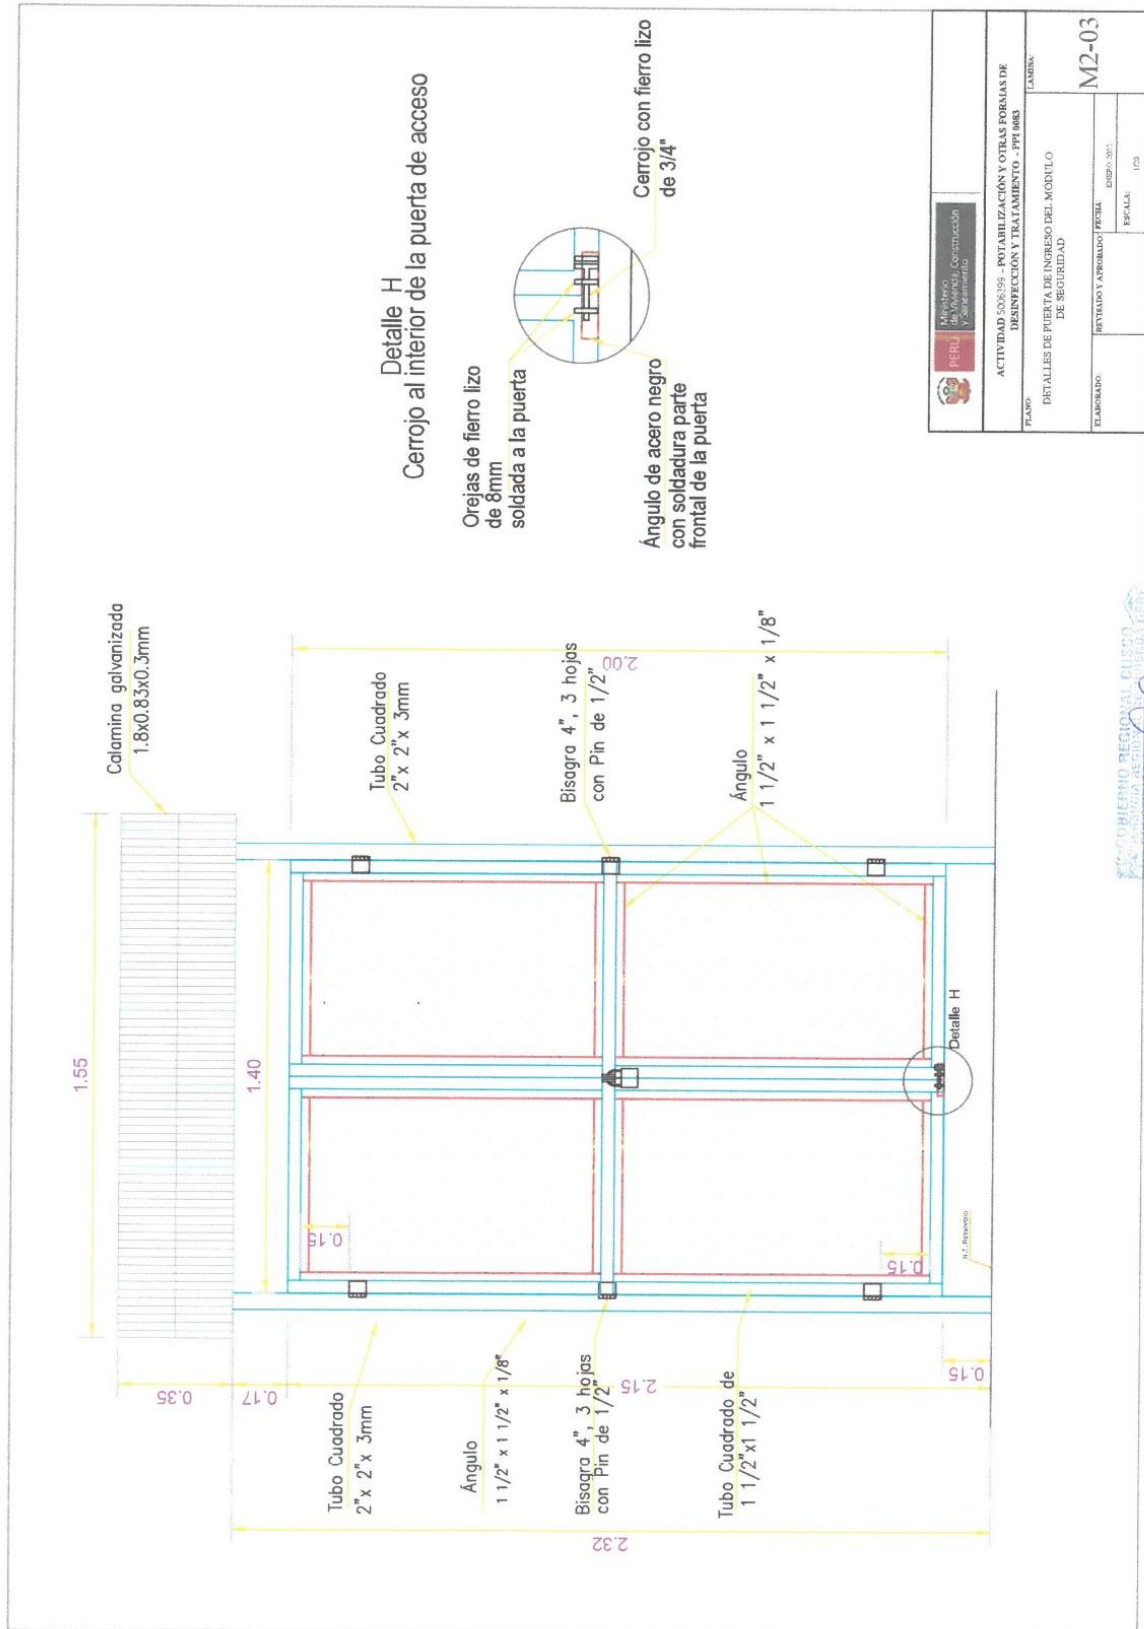 Calamina galvanizada
1.8x0.83x0.3mm
1.55
0.35
0.17
1.40
Tubo Cuadrado
2"x 2"x 3mm
Tubo Cuadrado
2"x 2"x 3mm
0.15
Ángulo
1 1/2" x 1 1/2" x 1/8"
Bisagra 4", 3 hojas
con Pin de 1/2"
Bisagra 4", 3 hojas
con Pin de 1/2"
2.32
2.15
2.00
Tubo Cuadrado de
1 1/2"x1 1/2"
Ángulo
1 1/2" x 1 1/2" x 1/8"
0.15
0.15
Detalle H
N.T. Reservorio
Detalle H
Cerrojo al interior de la puerta de acceso
Orejas de fierro lizo
de 8mm
soldada a la puerta
Cerrojo con fierro lizo
de 3/4"
Ángulo de acero negro
con soldadura parte
frontal de la puerta
PERÚ
Ministerio
de Vivienda, Construcción
y Saneamiento
ACTIVIDAD 5006299 - POTABILIZACIÓN Y OTRAS FORMAS DE
DESINFECCIÓN Y TRATAMIENTO - PPI 0083
PLANO:
DETALLES DE PUERTA DE INGRESO DEL MODULO
DE SEGURIDAD
LAMINA:
M2-03
ELABORADO:
REVISADO Y APROBADO:
FECHA:
ESCALA:
GOBIERNO REGIONAL CUSCO